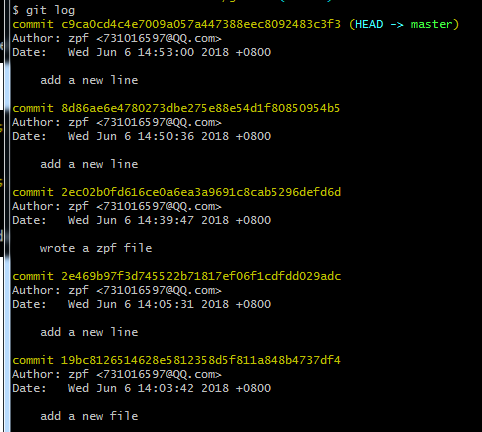 $ git log
commit c9ca0cd4c4e7009a057a447388eec8092483c3f3 (HEAD -> master)
Author: zpf <731016597@QQ.com>
Date:   Wed Jun 6 14:53:00 2018 +0800
add a new line
commit 8d86ae6e4780273dbe275e88e54d1f80850954b5
Author: zpf <731016597@QQ.com>
Date:   Wed Jun 6 14:50:36 2018 +0800
add a new line
commit 2ec02b0fd616ce0a6ea3a9691c8cab5296defd6d
Author: zpf <731016597@QQ.com>
Date:   Wed Jun 6 14:39:47 2018 +0800
wrote a zpf file
commit 2e469b97f3d745522b71817ef06f1cdfdd029adc
Author: zpf <731016597@QQ.com>
Date:   Wed Jun 6 14:05:31 2018 +0800
add a new line
commit 19bc8126514628e5812358d5f811a848b4737df4
Author: zpf <731016597@QQ.com>
Date:   Wed Jun 6 14:03:42 2018 +0800
add a new file